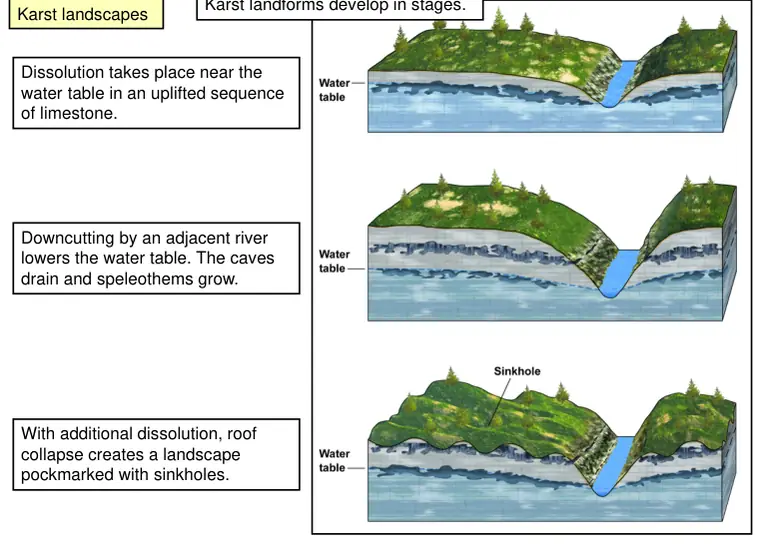 Karst landforms develop in stages.
Karst landscapes
Dissolution takes place near the
water table in an uplifted sequence
of limestone.
Water
table
Downcutting by an adjacent river
lowers the water table. The caves
drain and speleothems grow.
Water
table
Sinkhole
With additional dissolution, roof
collapse creates a landscape
pockmarked with sinkholes.
Water
table